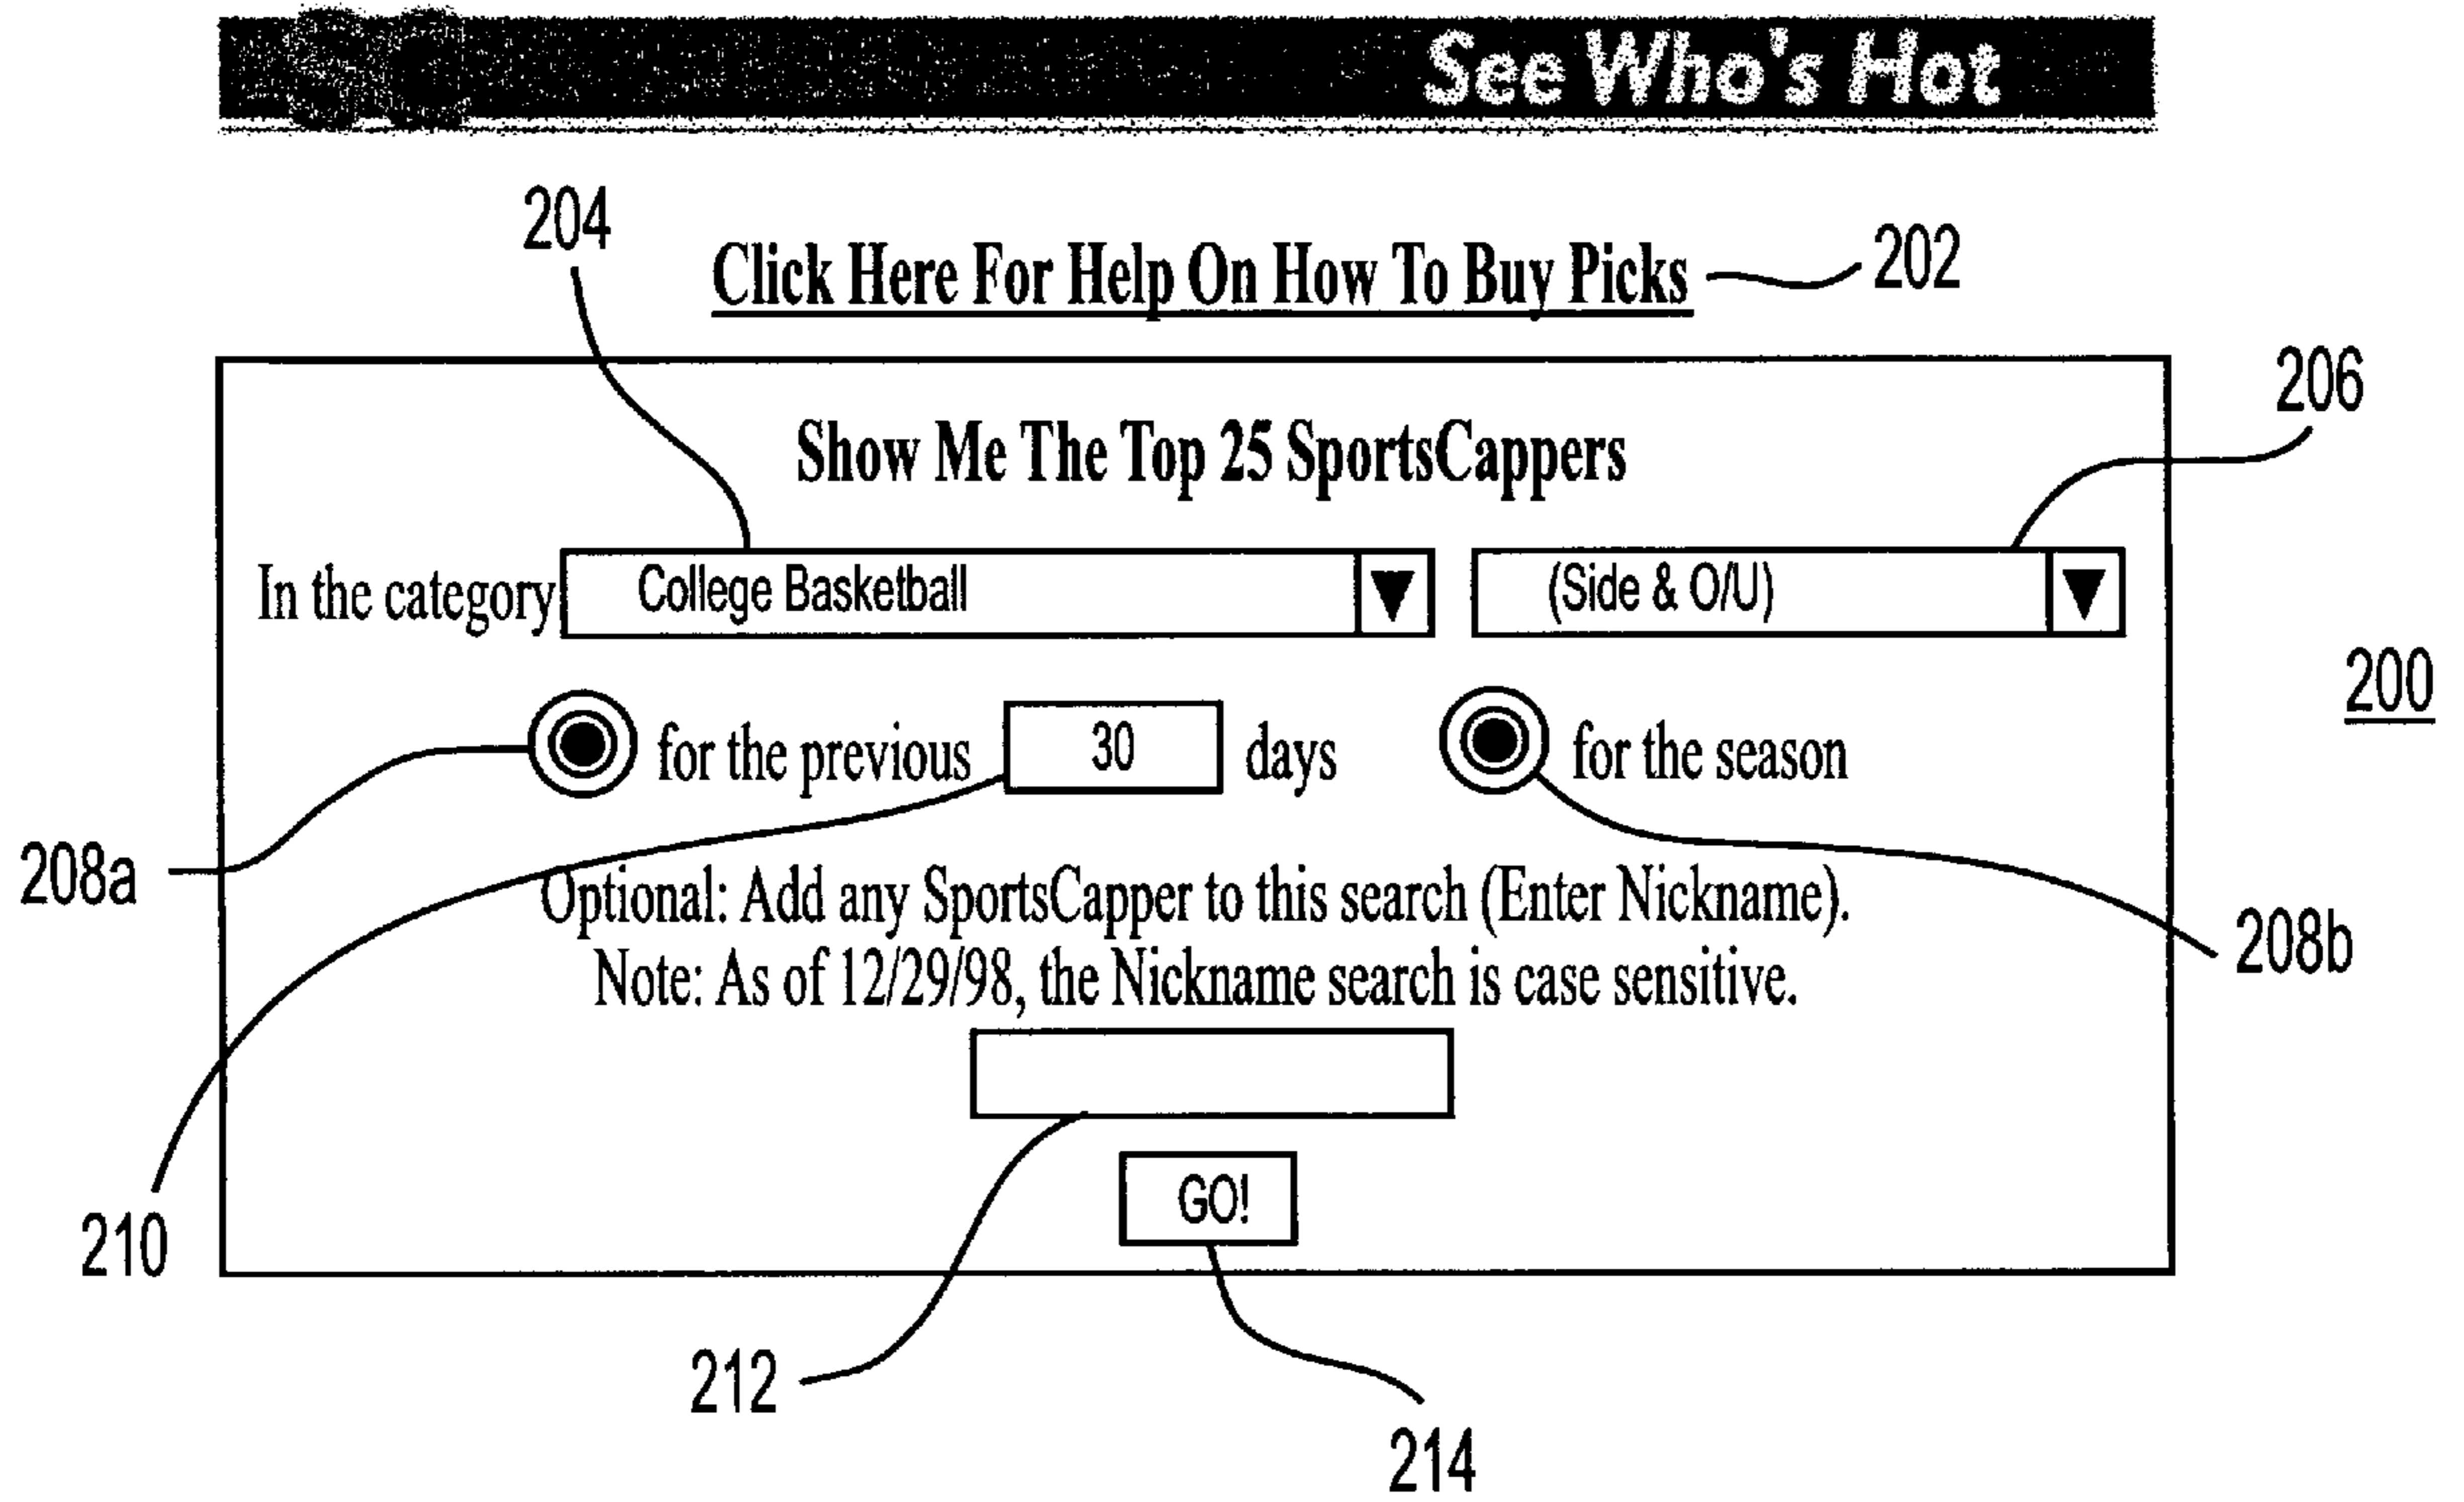 See Who's Hot
204
Click Here For Help On How To Buy Picks
202
206
Show Me The Top 25 SportsCappers
In the category
College Basketball
(Side & O/U)
200
for the previous
30
days
for the season
208a
Optional: Add any SportsCapper to this search (Enter Nickname).
208b
Note: As of 12/29/98, the Nickname search is case sensitive.
GO!
210
212
214